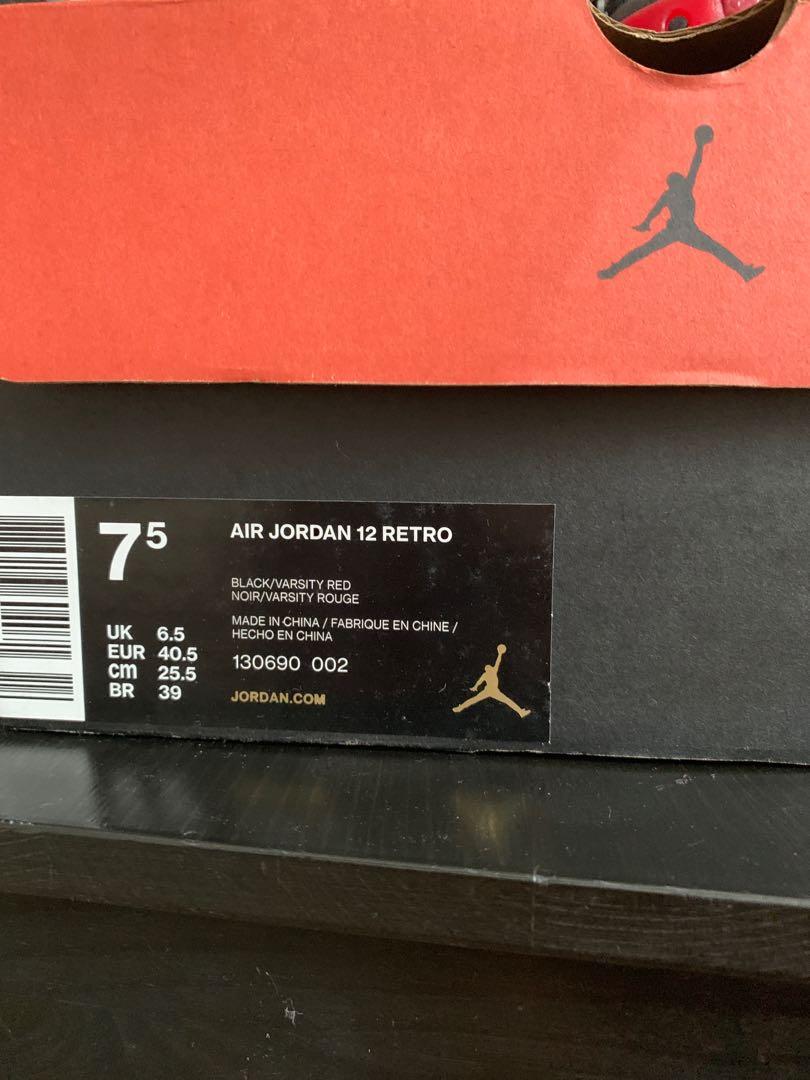 7⁵
AIR JORDAN 12 RETRO
BLACK/VARSITY RED
NOIR/VARSITY ROUGE
MADE IN CHINA / FABRIQUE EN CHINE /
HECHO EN CHINA
UK 6.5
EUR 40.5
cm 25.5
BR 39
130690 002
JORDAN.COM